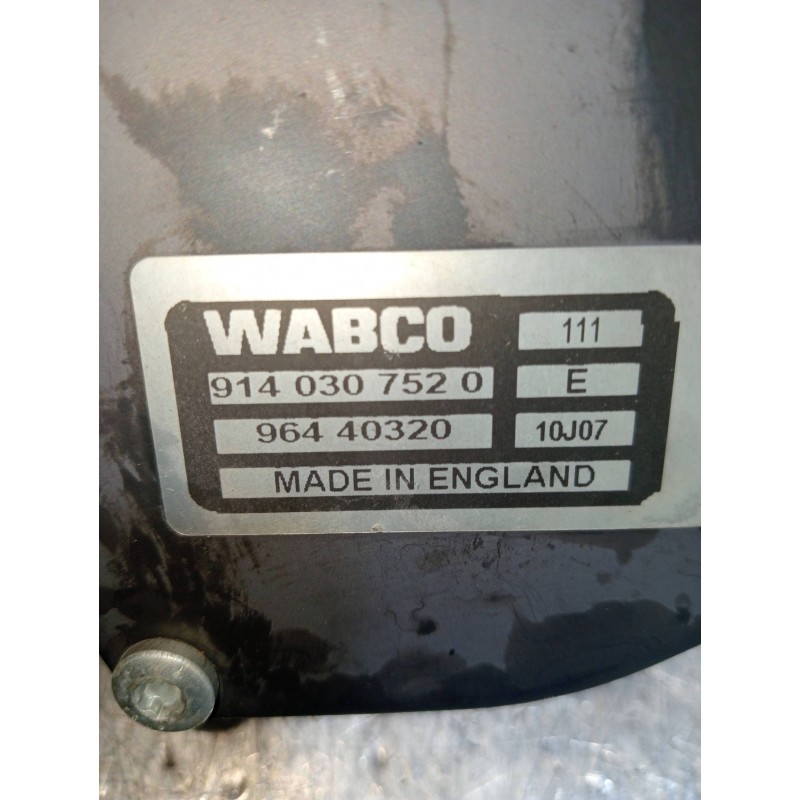 WABCO 111
914 030 752 0 E
964 40320 10J07
MADE IN ENGLAND